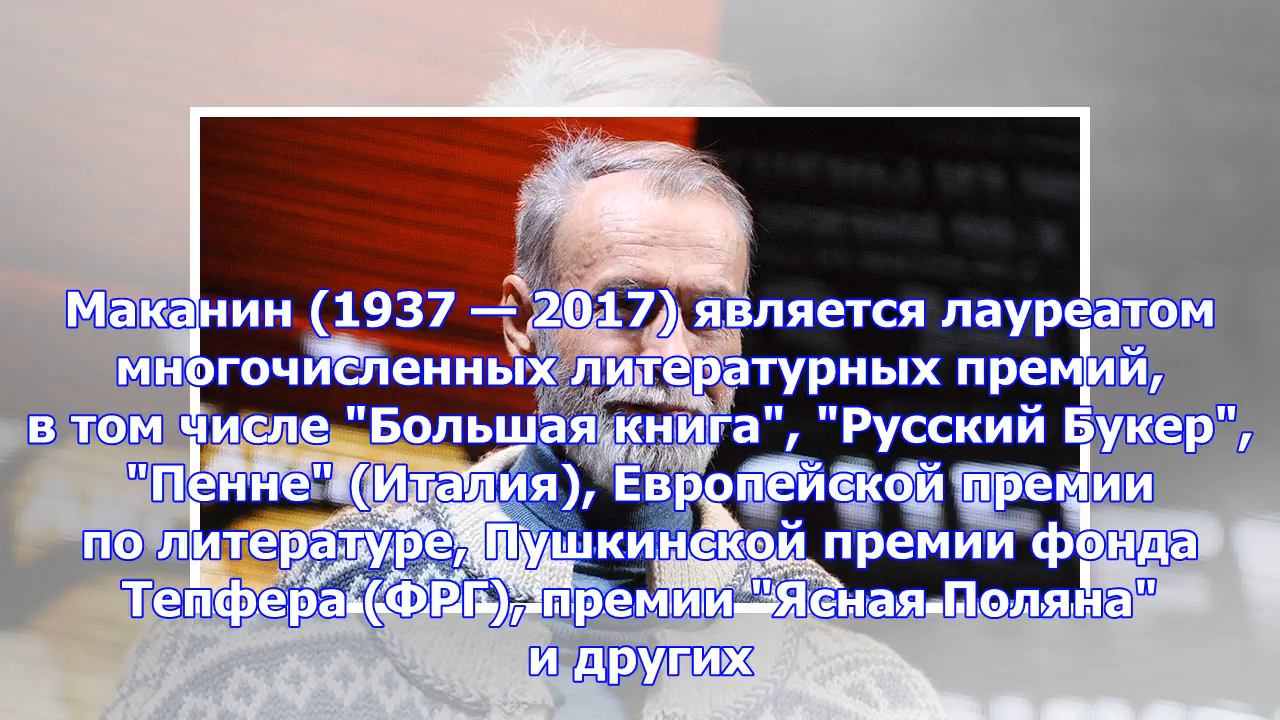 Маканин (1937 — 2017) является лауреатом
многочисленных литературных премий,
в том числе "Большая книга", "Русский Букер",
"Пенне" (Италия), Европейской премии
по литературе, Пушкинской премии фонда
Тепфера (ФРГ), премии "Ясная Поляна"
и других